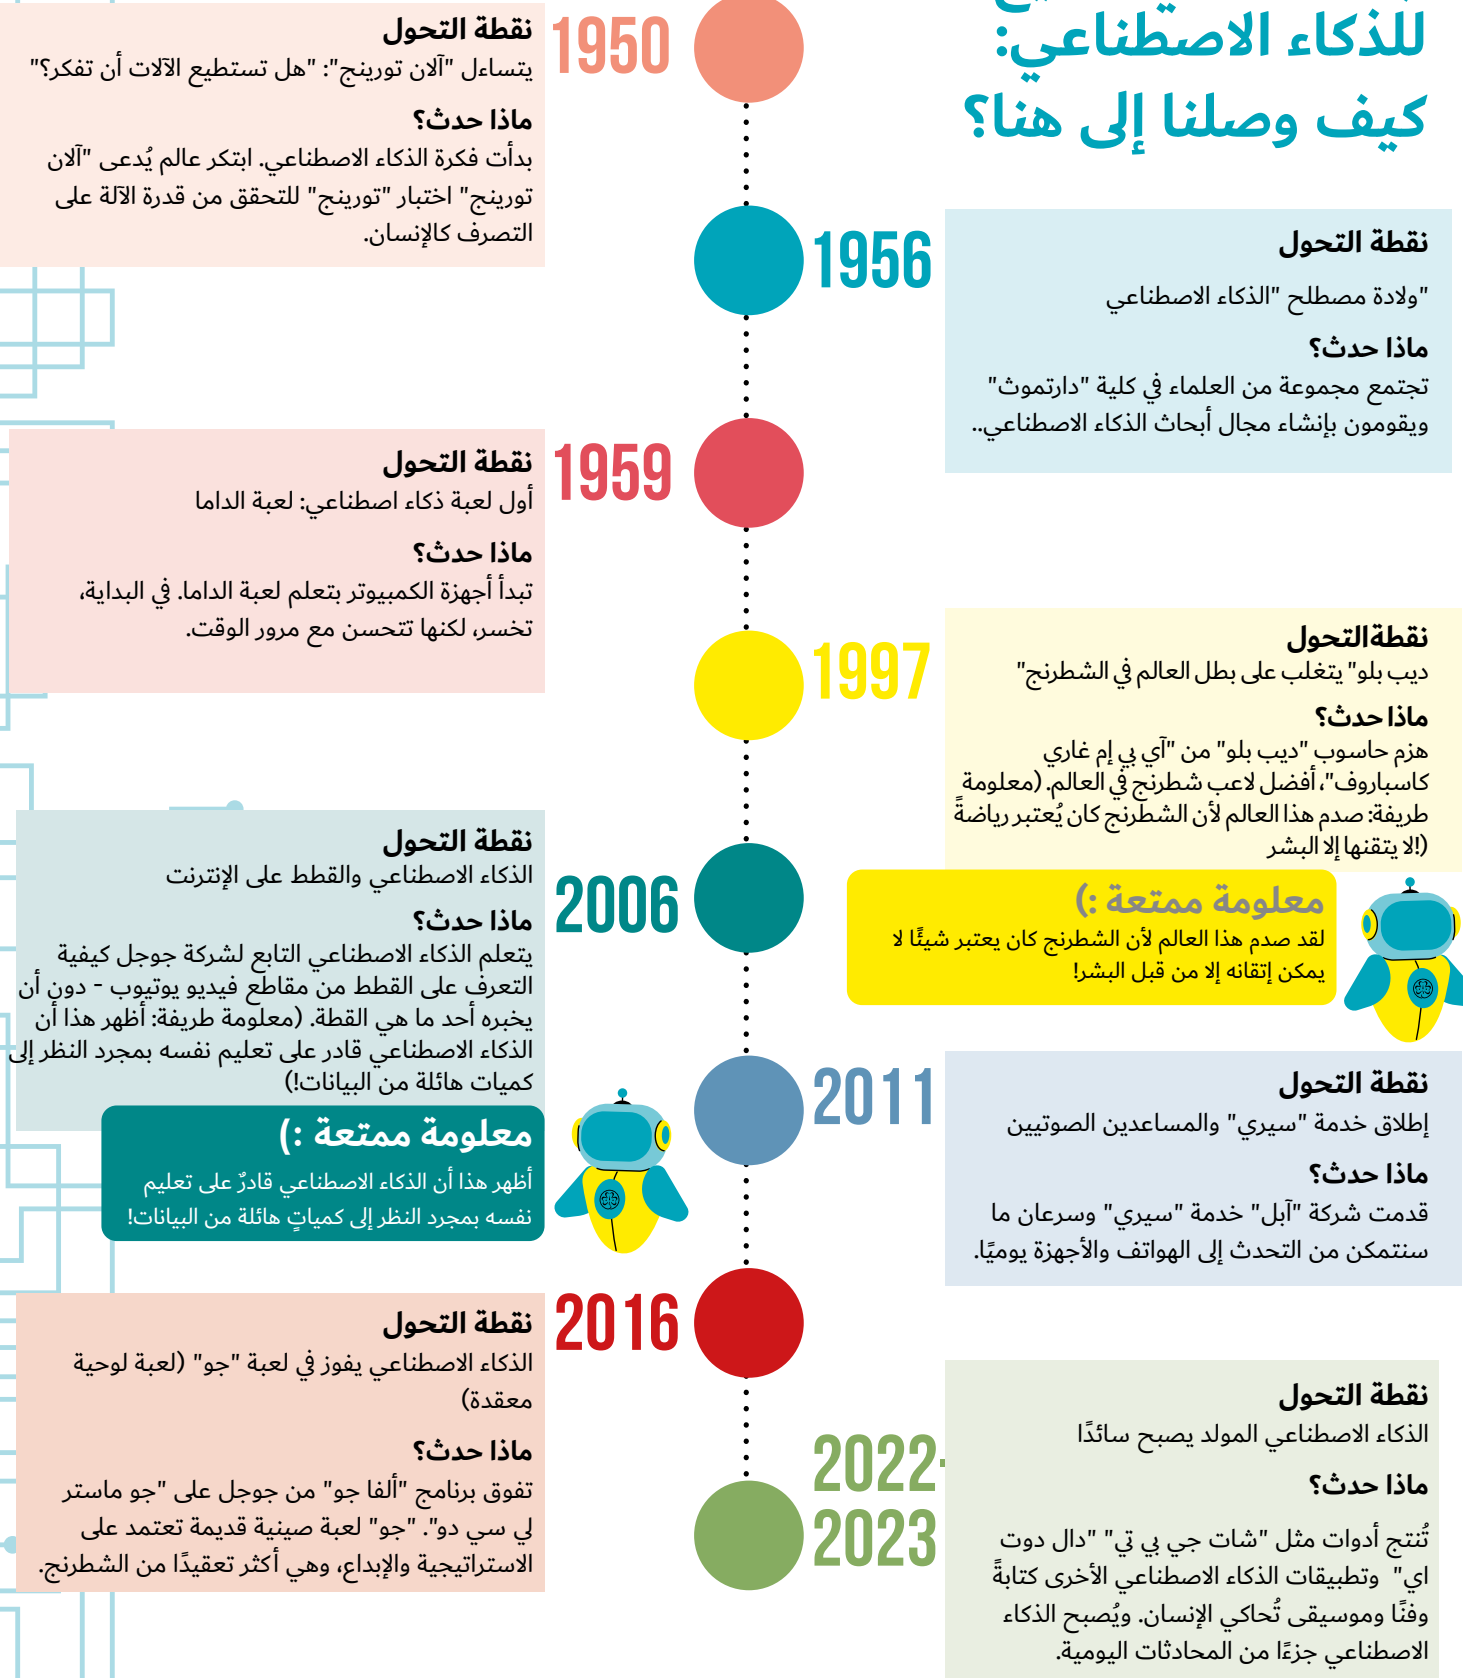 للذكاء الاصطناعي:
كيف وصلنا إلى هنا؟
1950
نقطة التحول
يتساءل "آلان تورينج": "هل تستطيع الآلات أن تفكر؟"
ماذا حدث؟
بدأت فكرة الذكاء الاصطناعي. ابتكر عالم يُدعى "آلان
تورينج" اختبار "تورينج" للتحقق من قدرة الآلة على
التصرف كالإنسان.
1956
نقطة التحول
"ولادة مصطلح "الذكاء الاصطناعي
ماذا حدث؟
تجتمع مجموعة من العلماء في كلية "دارتموث"
ويقومون بإنشاء مجال أبحاث الذكاء الاصطناعي..
1959
نقطة التحول
أول لعبة ذكاء اصطناعي: لعبة الداما
ماذا حدث؟
تبدأ أجهزة الكمبيوتر بتعلم لعبة الداما. في البداية،
تخسر، لكنها تتحسن مع مرور الوقت.
1997
نقطة التحول
ديب بلو" يتغلب على بطل العالم في الشطرنج"
ماذا حدث؟
هزم حاسوب "ديب بلو" من "آي بي إم غاري
كاسباروف"، أفضل لاعب شطرنج في العالم. (معلومة
طريفة: صدم هذا العالم لأن الشطرنج كان يُعتبر رياضةً
(!لا يتقنها إلا البشر
معلومة ممتعة :)
لقد صدم هذا العالم لأن الشطرنج كان يعتبر شيئًا لا
يمكن إتقانه إلا من قبل البشر!
2006
نقطة التحول
الذكاء الاصطناعي والقطط على الإنترنت
ماذا حدث؟
يتعلم الذكاء الاصطناعي التابع لشركة جوجل كيفية
التعرف على القطط من مقاطع فيديو يوتيوب - دون أن
يخبره أحد ما هي القطة. (معلومة طريفة: أظهر هذا أن
الذكاء الاصطناعي قادر على تعليم نفسه بمجرد النظر إلى
كميات هائلة من البيانات!)
معلومة ممتعة :)
أظهر هذا أن الذكاء الاصطناعي قادرٌ على تعليم
نفسه بمجرد النظر إلى كمياتٍ هائلة من البيانات!
2011
نقطة التحول
إطلاق خدمة "سيري" والمساعدين الصوتيين
ماذا حدث؟
قدمت شركة "آبل" خدمة "سيري" وسرعان ما
سنتمكن من التحدث إلى الهواتف والأجهزة يوميًا.
2016
نقطة التحول
الذكاء الاصطناعي يفوز في لعبة "جو" (لعبة لوحية
معقدة)
ماذا حدث؟
تفوق برنامج "ألفا جو" من جوجل على "جو ماستر
لي سي دو". "جو" لعبة صينية قديمة تعتمد على
الاستراتيجية والإبداع، وهي أكثر تعقيدًا من الشطرنج.
2022-
2023
نقطة التحول
الذكاء الاصطناعي المولد يصبح سائدًا
ماذا حدث؟
تُنتج أدوات مثل "شات جي بي تي" "دال دوت
اي" وتطبيقات الذكاء الاصطناعي الأخرى كتابةً
وفنًا وموسيقى تُحاكي الإنسان. ويُصبح الذكاء
الاصطناعي جزءًا من المحادثات اليومية.